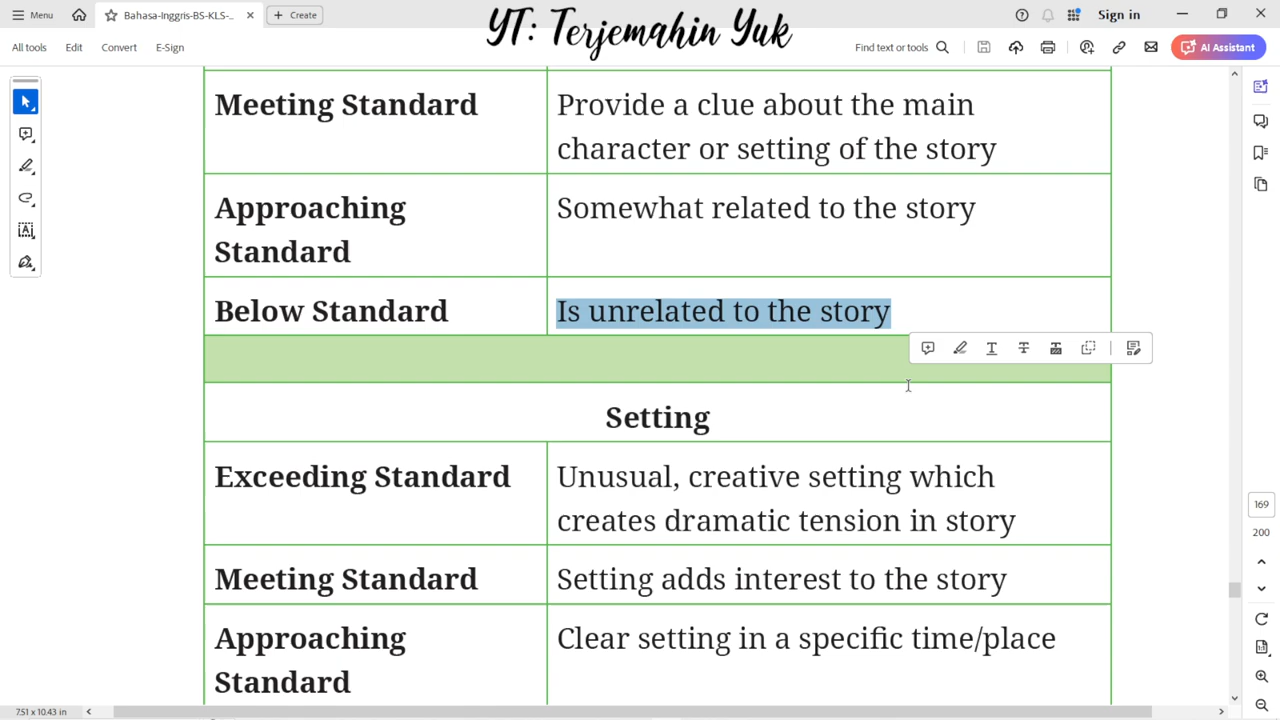 Menu
Bahasa-Inggris-BS-KLS-...
Create
YT: Terjemahin Yuk
Sign in
All tools
Edit
Convert
E-Sign
Find text or tools
AI Assistant
Meeting Standard
Provide a clue about the main
character or setting of the story
Approaching
Standard
Somewhat related to the story
Below Standard
Is unrelated to the story
Setting
Exceeding Standard
Unusual, creative setting which
creates dramatic tension in story
Meeting Standard
Setting adds interest to the story
Approaching
Standard
Clear setting in a specific time/place
169
200
7.51 x 10.43 in